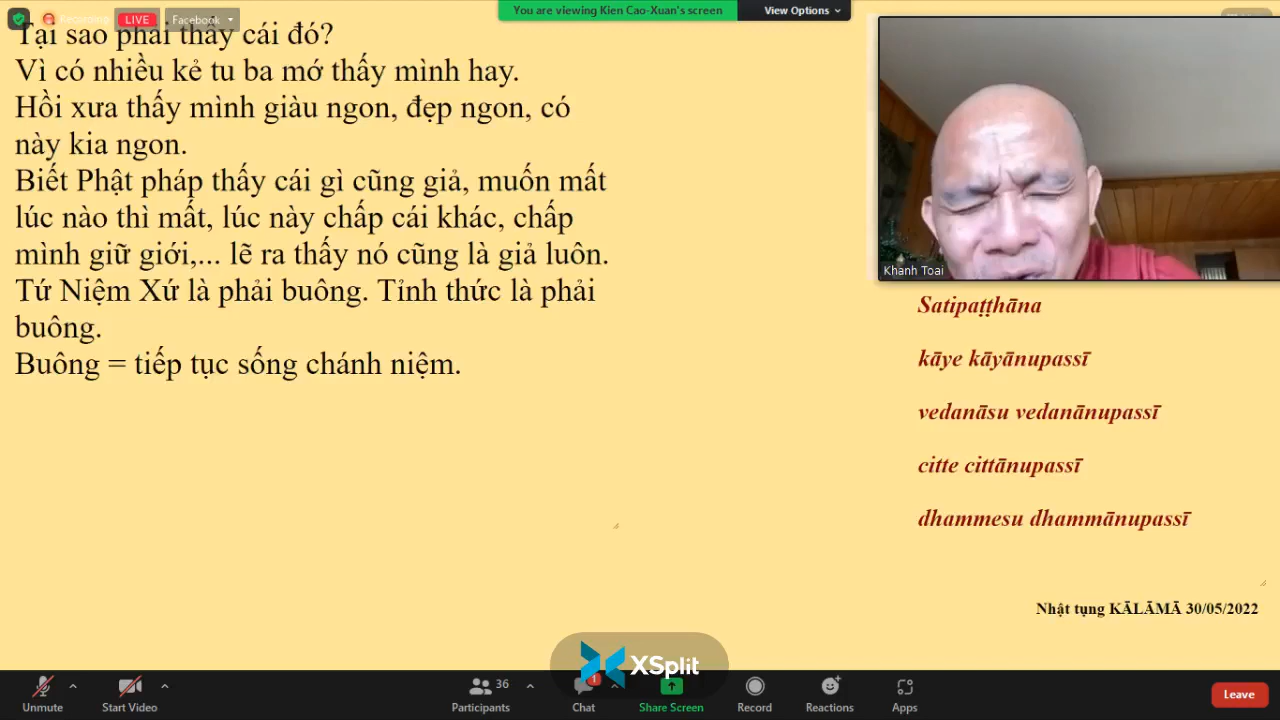 Recording
LIVE
Facebook
You are viewing Kien Cao-Xuan's screen
View Options
Tại sao phải thấy cái đó?
Vì có nhiều kẻ tu ba mớ thấy mình hay.
Hồi xưa thấy mình giàu ngon, đẹp ngon, có
này kia ngon.
Biết Phật pháp thấy cái gì cũng giả, muốn mất
lúc nào thì mất, lúc này chấp cái khác, chấp
mình giữ giới,... lẽ ra thấy nó cũng là giả luôn.
Tứ Niệm Xứ là phải buông. Tỉnh thức là phải
buông.
Buông = tiếp tục sống chánh niệm.
Khanh Toai
Satipaṭṭhāna
kāye kāyānupassī
vedanāsu vedanānupassī
citte cittānupassī
dhammesu dhammānupassī
Nhật tụng KĀLĀMĀ 30/05/2022
XSplit
Unmute
Start Video
36
Participants
1
Chat
Share Screen
Record
Reactions
Apps
Leave